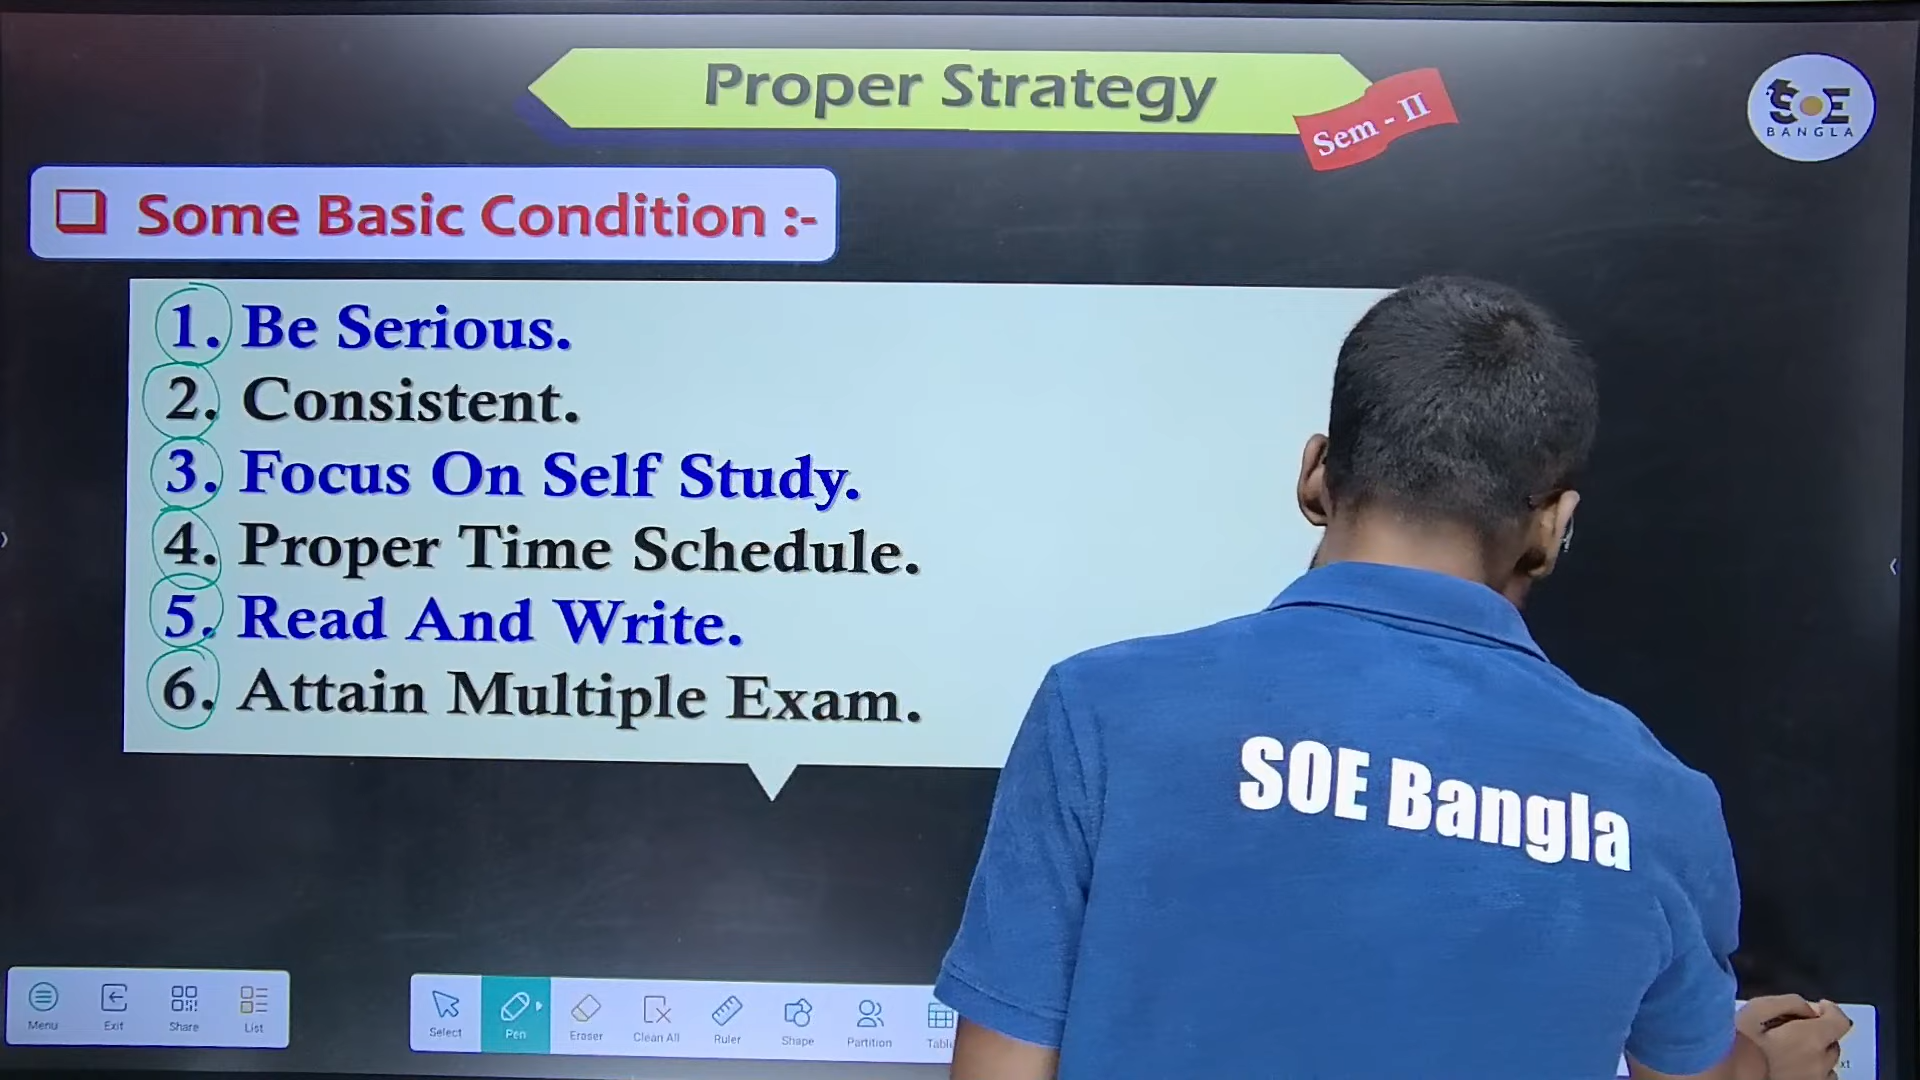 Proper Strategy
Sem - II
SOE
BANGLA
Some Basic Condition :-
1. Be Serious.
2. Consistent.
3. Focus On Self Study.
4. Proper Time Schedule.
5. Read And Write.
6. Attain Multiple Exam.
SOE Bangla
Menu
Exit
Share
List
Select
Pen
Eraser
Clean All
Ruler
Shape
Partition